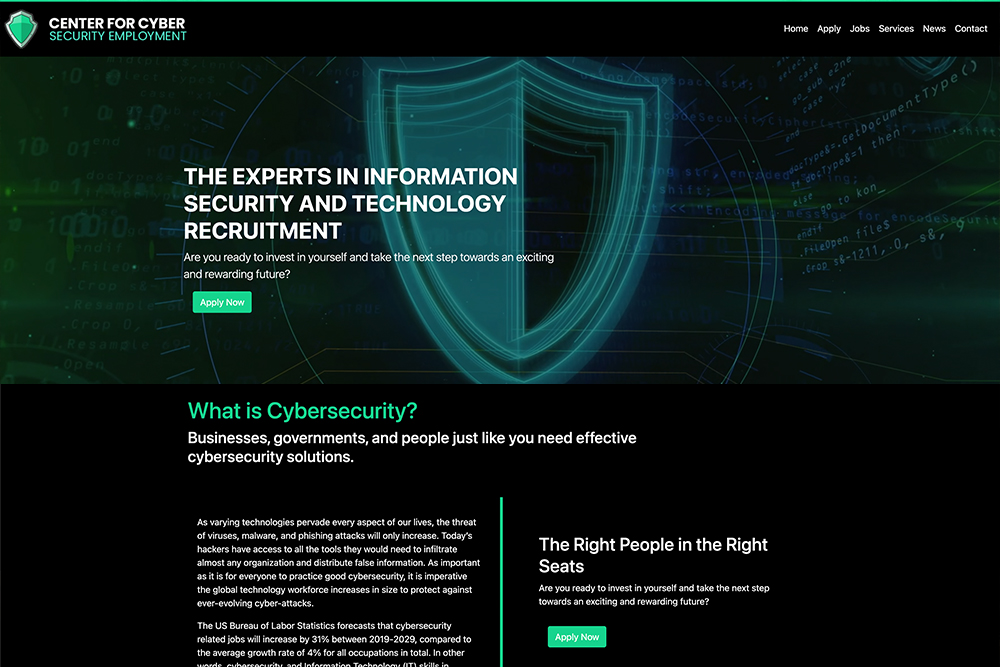 CENTER FOR CYBER
SECURITY EMPLOYMENT
Home Apply Jobs Services News Contact
THE EXPERTS IN INFORMATION
SECURITY AND TECHNOLOGY
RECRUITMENT
Are you ready to invest in yourself and take the next step towards an exciting
and rewarding future?
Apply Now
What is Cybersecurity?
Businesses, governments, and people just like you need effective
cybersecurity solutions.
As varying technologies pervade every aspect of our lives, the threat
of viruses, malware, and phishing attacks will only increase. Today's
hackers have access to all the tools they would need to infiltrate
almost any organization and distribute false information. As important
as it is for everyone to practice good cybersecurity, it is imperative
the global technology workforce increases in size to protect against
ever-evolving cyber-attacks.
The US Bureau of Labor Statistics forecasts that cybersecurity
related jobs will increase by 31% between 2019-2029, compared to
the average growth rate of 4% for all occupations in total. In other
words, cybersecurity, and Information Technology (IT) skills in
The Right People in the Right
Seats
Are you ready to invest in yourself and take the next step
towards an exciting and rewarding future?
Apply Now